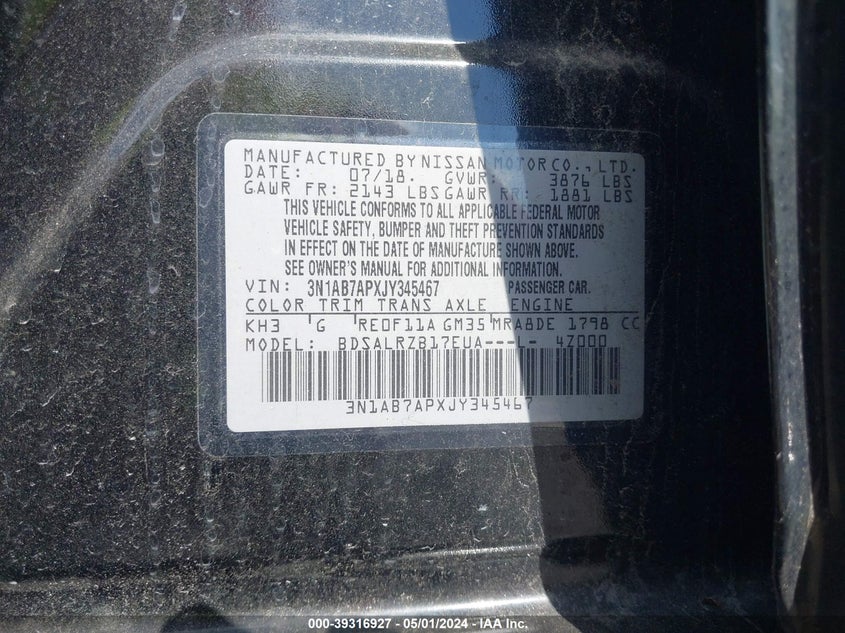 MANUFACTURED BY NISSAN MOTOR CO., LTD.
DATE: 07/18. GVWR: 3876 LBS
GAWR FR: 2143 LBS GAWR RR: 1881 LBS
THIS VEHICLE CONFORMS TO ALL APPLICABLE FEDERAL MOTOR
VEHICLE SAFETY, BUMPER AND THEFT PREVENTION STANDARDS
IN EFFECT ON THE DATE OF MANUFACTURE SHOWN ABOVE.
SEE OWNER'S MANUAL FOR ADDITIONAL INFORMATION.
VIN: 3N1AB7APXJY345467 PASSENGER CAR.
COLOR TRIM TRANS AXLE ENGINE
KH3 G RE0F11A GM35 MRA8DE 1798 CC
MODEL: BDSALRZB17EUA---L- 4Z000
3N1AB7APXJY345467
000-39316927 - 05/01/2024 - IAA Inc.